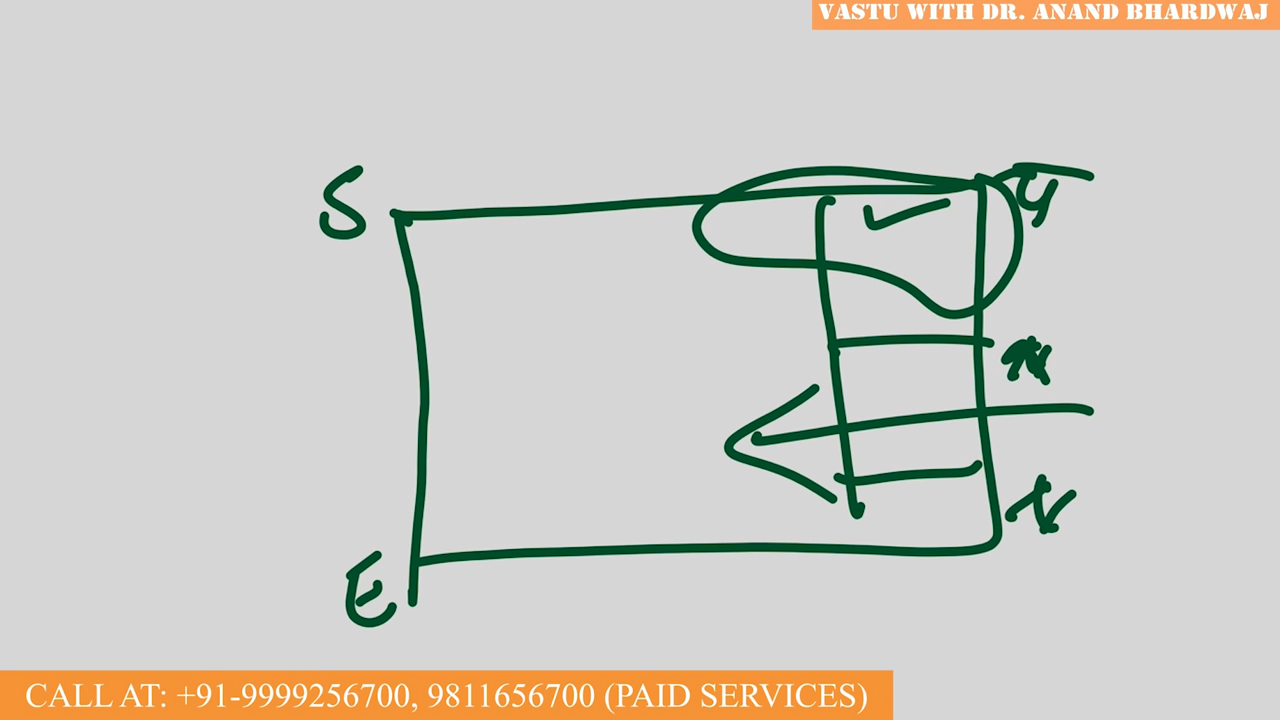 VASTU WITH DR. ANAND BHARDWAJ
S
E
CALL AT: +91-9999256700, 9811656700 (PAID SERVICES)